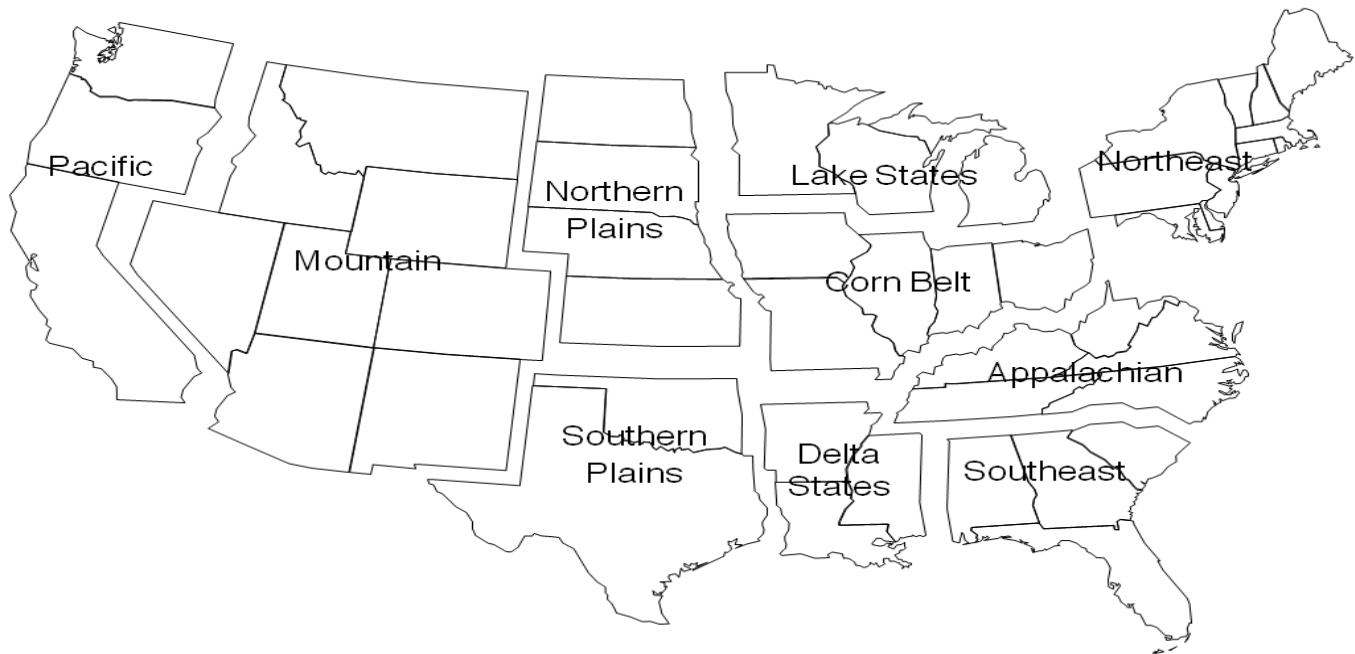 Pacific
Mountain
Northern
Plains
Lake States
Northeast
Corn Belt
Appalachian
Southern
Plains
Delta
States
Southeast